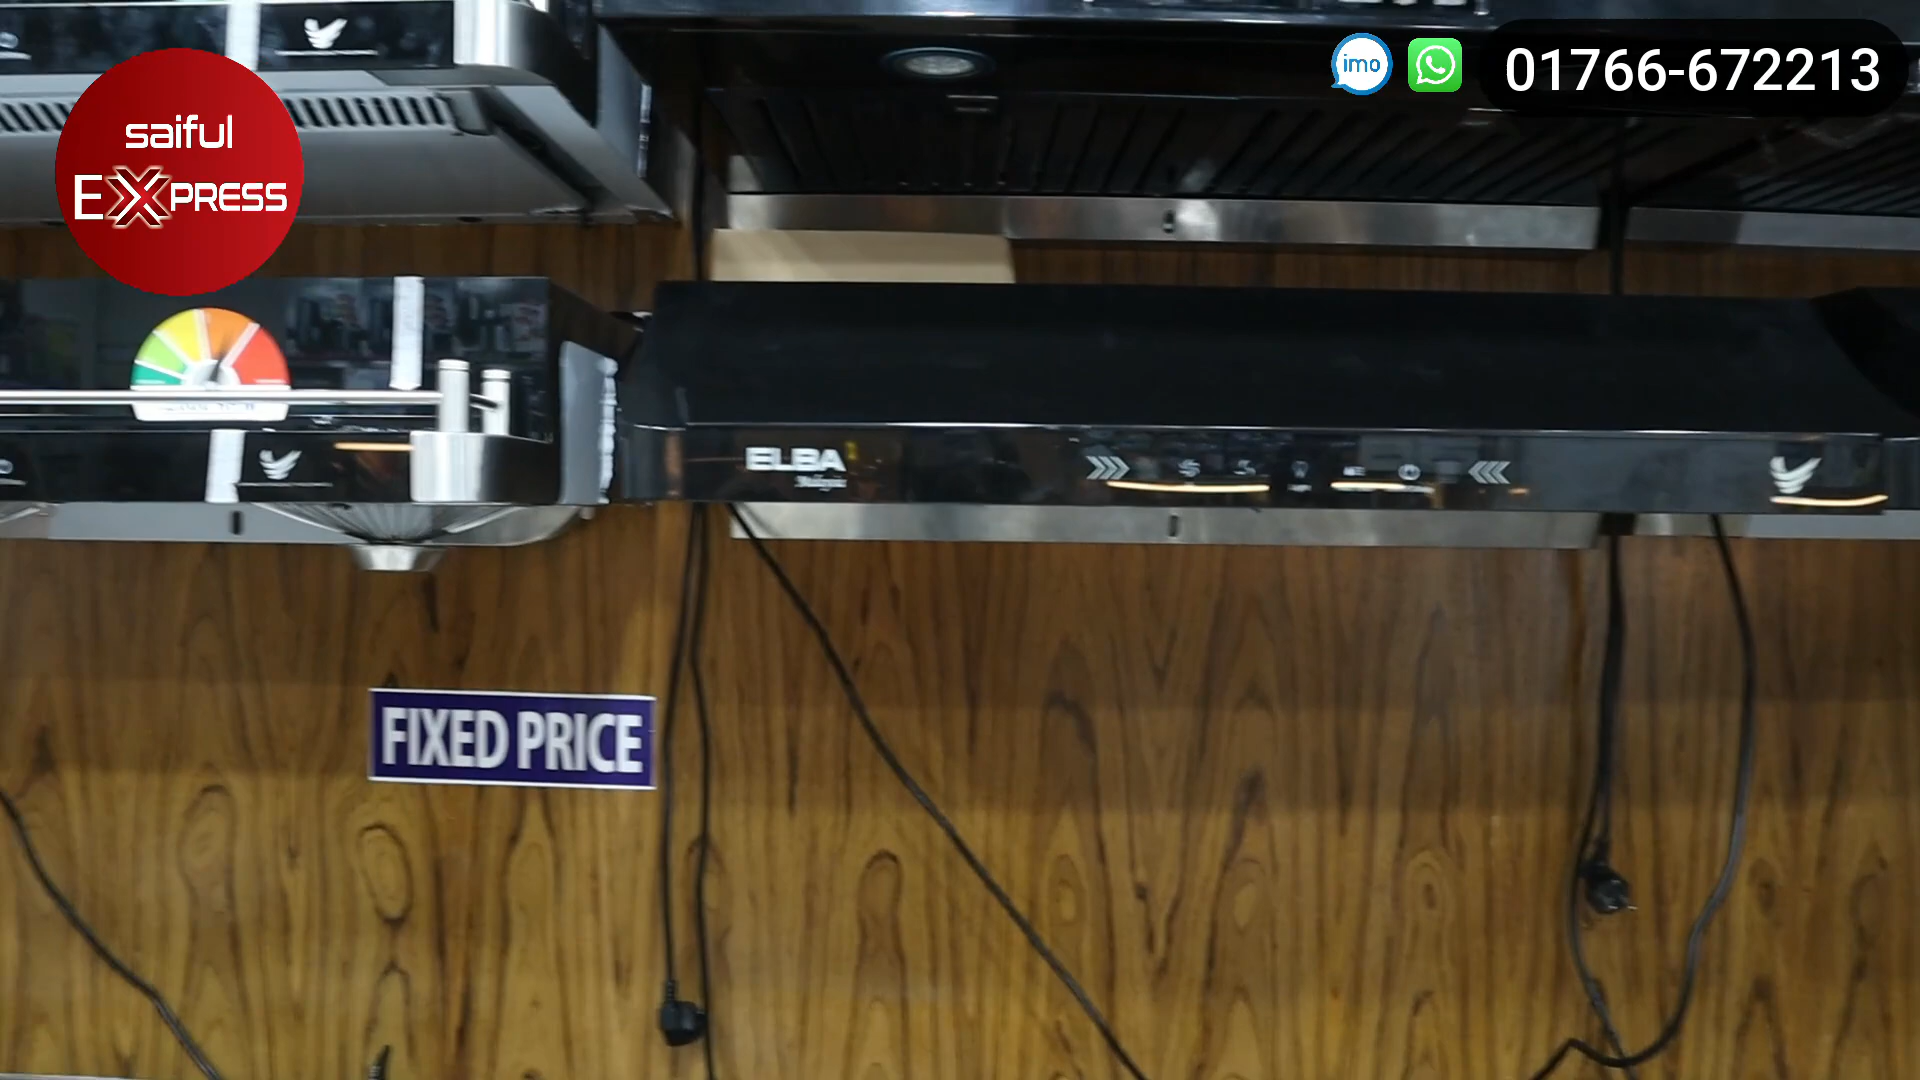 saiful
EXPRESS
imo
01766-672213
ELBA
FIXED PRICE